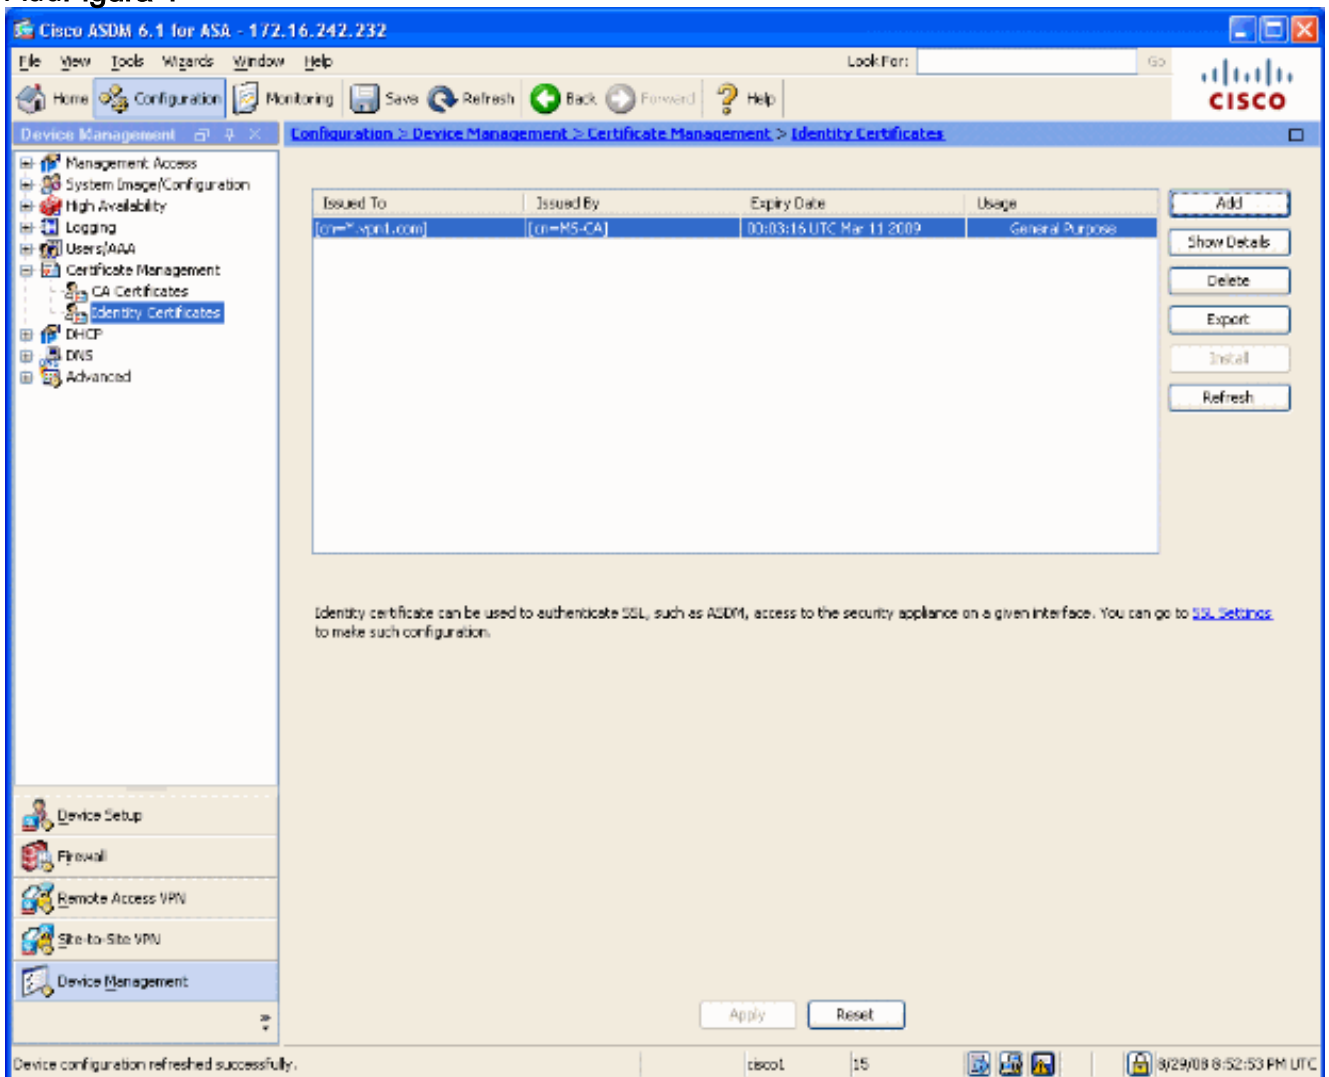 Cisco ASDM 6.1 for ASA - 172.16.242.232
File View Tools Wizards Window Help Look For: Go
Home Configuration Monitoring Save Refresh Back Forward Help
CISCO
Device Management
Configuration > Device Management > Certificate Management > Identity Certificates
Management Access
System Image/Configuration
High Availability
Logging
Users/AAA
Certificate Management
CA Certificates
Identity Certificates
DHCP
DNS
Advanced
Issued To Issued By Expiry Date Usage
[cn=*.vpn1.com] [cn=MS-CA] 00:03:16 UTC Mar 11 2009 General Purpose
Add
Show Details
Delete
Export
Install
Refresh
Identity certificate can be used to authenticate SSL, such as ASDM, access to the security appliance on a given interface. You can go to SSL Settings
to make such configuration.
Device Setup
Firewall
Remote Access VPN
Site-to-Site VPN
Device Management
Apply Reset
Device configuration refreshed successfully. cisco1 15 8/29/08 8:52:53 PM UTC